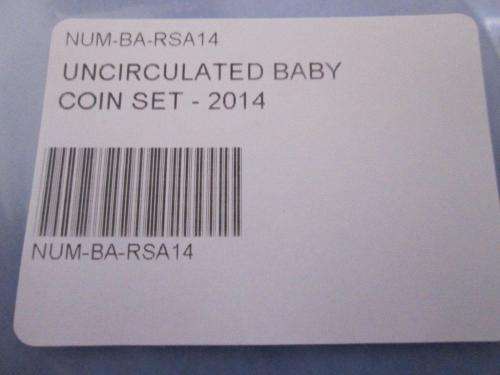 NUM-BA-RSA14
UNCIRCULATED BABY
COIN SET - 2014
NUM-BA-RSA14